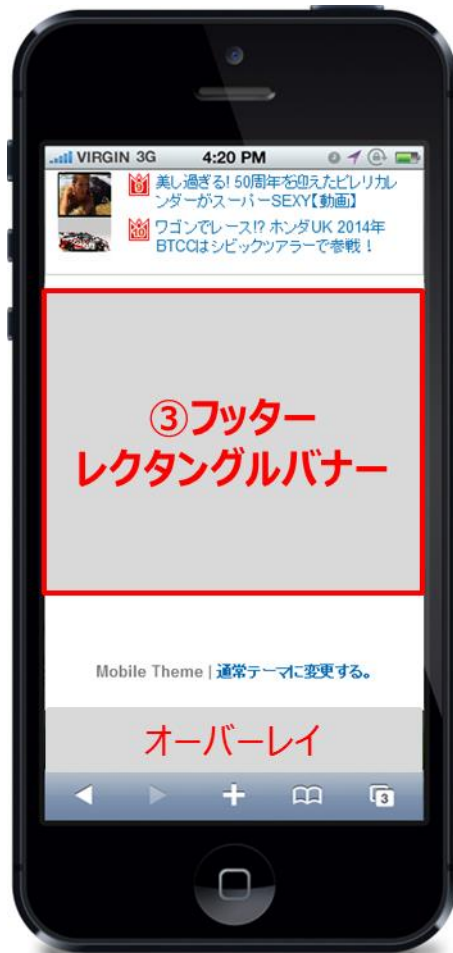 VIRGIN 3G 4:20 PM
9 美し過ぎる! 50周年を迎えたピレリカレ
ンダーがスーパーSEXY【動画】
10 ワゴンでレース!? ホンダUK 2014年
BTCCはシビックツアラーで参戦！
③フッター
レクタングルバナー
Mobile Theme | 通常テーマに変更する。
オーバーレイ
3